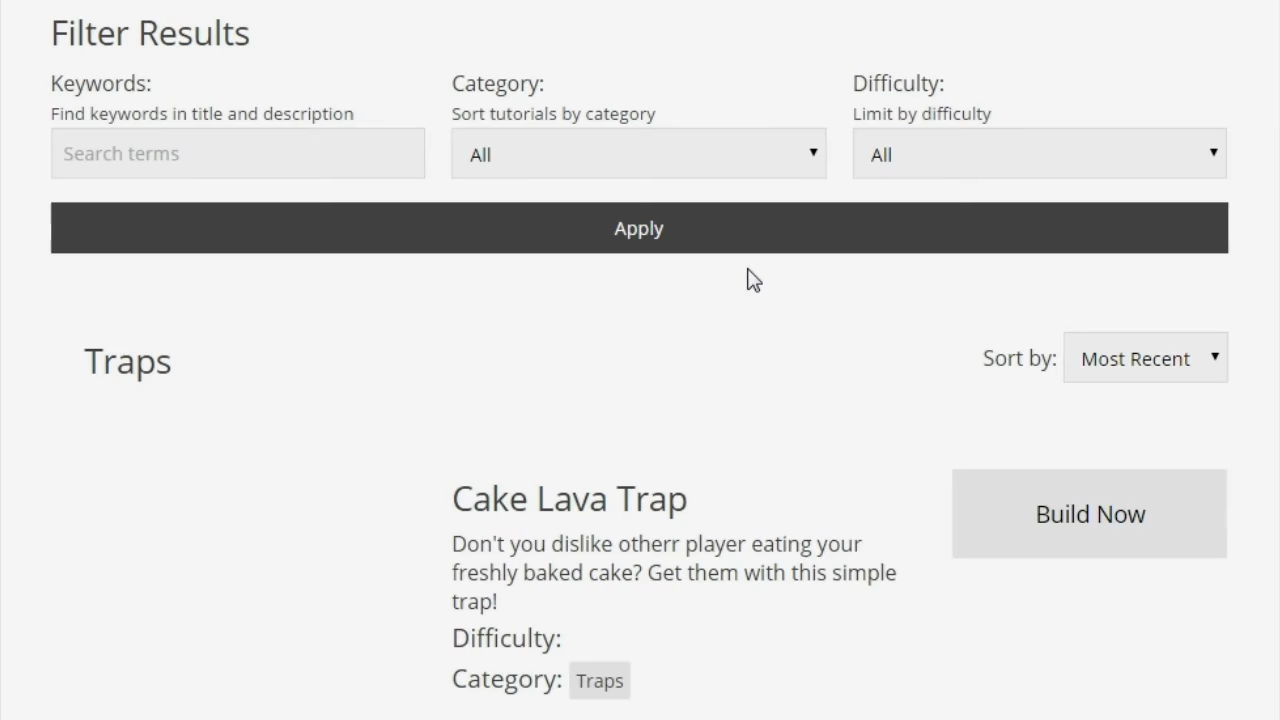 Filter Results
Keywords:
Find keywords in title and description
Search terms
Category:
Sort tutorials by category
All
Difficulty:
Limit by difficulty
All
Apply
Traps
Sort by: Most Recent
Cake Lava Trap
Don't you dislike otherr player eating your
freshly baked cake? Get them with this simple
trap!
Difficulty:
Category: Traps
Build Now